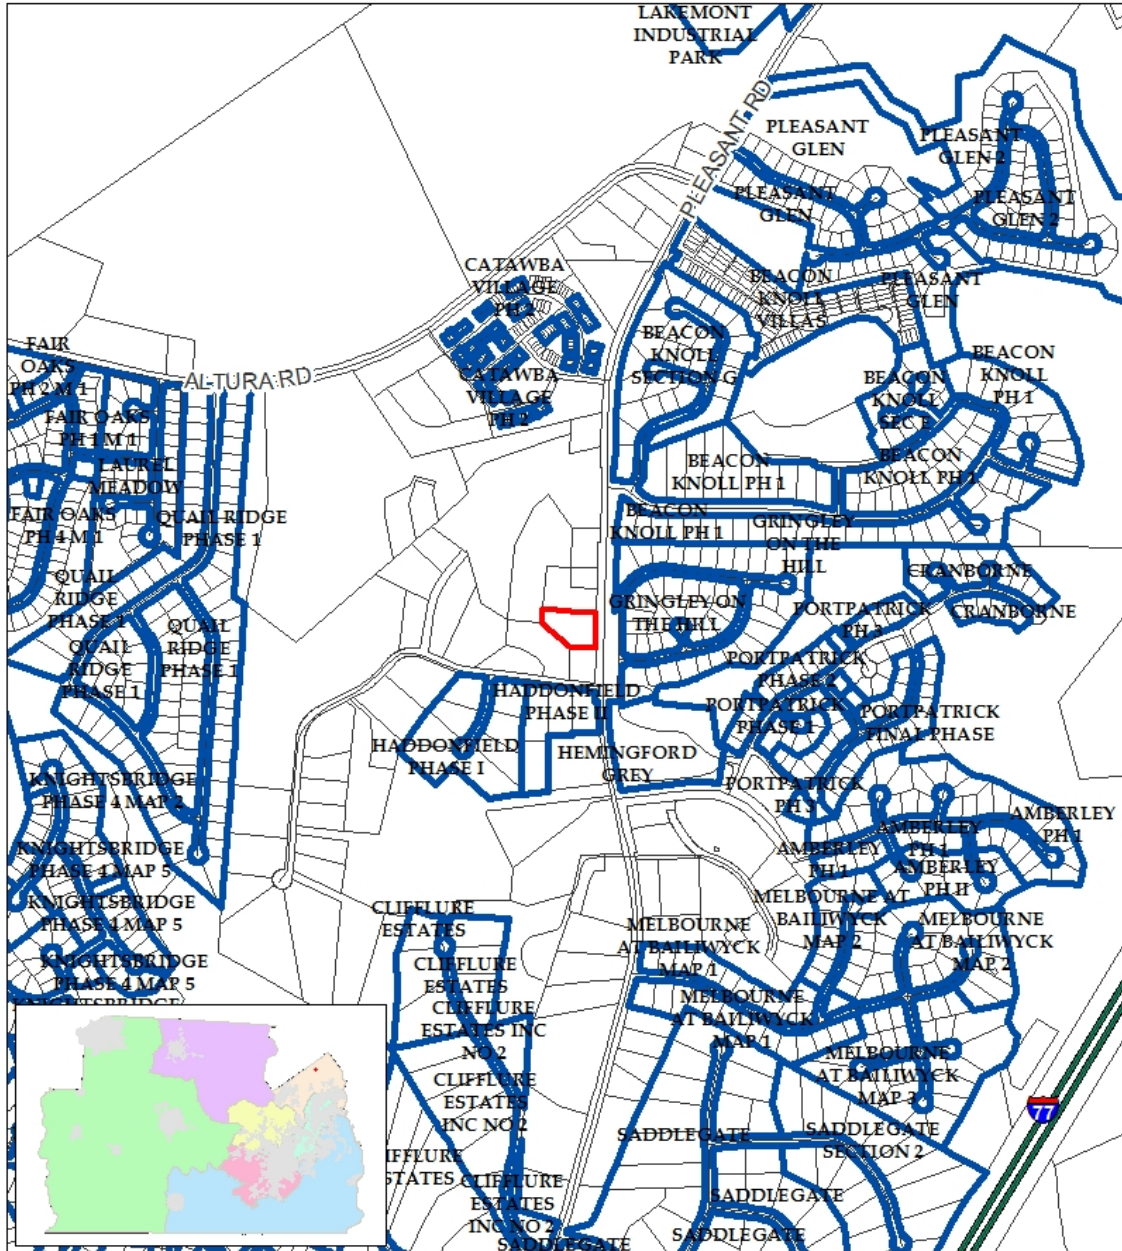 LAKEMONT
INDUSTRIAL
PARK
PLEASANT RD
PLEASANT
GLEN
PLEASANT
GLEN 2
PLEASANT
GLEN
PLEASANT
GLEN 2
CATAWBA
VILLAGE
PH 2
BEACON
KNOLL
VILLAS
PLEASANT
GLEN
FAIR
OAKS
PH 2 M 1
BEACON
KNOLL
SECTION G
BEACON
KNOLL
PH 1
ALTURA RD
CATAWBA
VILLAGE
PH 2
BEACON
KNOLL
SEC E
FAIR OAKS
PH 1 M 1
LAUREL
MEADOW
BEACON
KNOLL PH 1
BEACON
KNOLL PH 1
FAIR OAKS
PH 4 M 1
QUAIL RIDGE
PHASE 1
BEACON
KNOLL PH 1
GRINGLEY
ON THE
HILL
QUAIL
RIDGE
PHASE 1
CRANBORNE
GRINGLEY ON
THE HILL
PORTPATRICK
PH 3
CRANBORNE
QUAIL
RIDGE
PHASE 1
QUAIL
RIDGE
PHASE 1
PORTPATRICK
PHASE 2
HADDONFIELD
PHASE II
PORTPATRICK
PHASE 1
PORTPATRICK
FINAL PHASE
HADDONFIELD
PHASE I
HEMINGFORD
GREY
KNIGHTSBRIDGE
PHASE 4 MAP 2
PORTPATRICK
PH 3
AMBERLEY
PH 1
AMBERLEY
PH 1
KNIGHTSBRIDGE
PHASE 4 MAP 5
AMBERLEY
PH 1
AMBERLEY
PH II
KNIGHTSBRIDGE
PHASE 4 MAP 5
CLIFFLURE
ESTATES
MELBOURNE AT
BAILIWYCK
MAP 2
MELBOURNE
AT BAILIWYCK
MAP 1
MELBOURNE
AT BAILIWYCK
MAP 2
KNIGHTSBRIDGE
PHASE 4 MAP 5
KNIGHTSBRIDGE
CLIFFLURE
ESTATES
CLIFFLURE
ESTATES INC
NO 2
MELBOURNE
AT BAILIWYCK
MAP 1
MELBOURNE
AT BAILIWYCK
MAP 3
CLIFFLURE
ESTATES
INC NO 2
77
SADDLEGATE
SADDLEGATE
SECTION 2
IFFLURE
STATES
CLIFFLURE
ESTATES
INC NO 2
SADDLEGATE
SADDLEGATE
SADDLEGATE